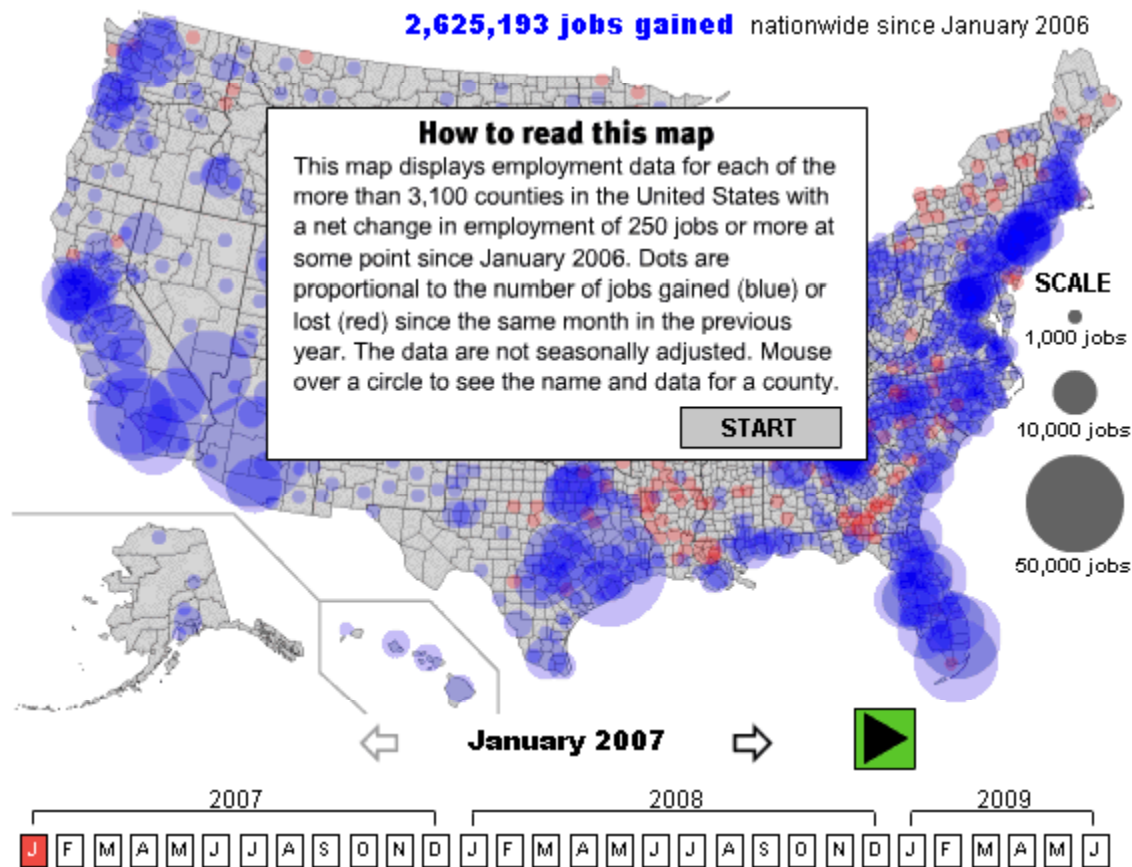 2,625,193 jobs gained nationwide since January 2006
How to read this map
This map displays employment data for each of the
more than 3,100 counties in the United States with
a net change in employment of 250 jobs or more at
some point since January 2006. Dots are
proportional to the number of jobs gained (blue) or
lost (red) since the same month in the previous
year. The data are not seasonally adjusted. Mouse
over a circle to see the name and data for a county.
START
SCALE
1,000 jobs
10,000 jobs
50,000 jobs
January 2007
2007 2008 2009
J F M A M J J A S O N D J F M A M J J A S O N D J F M A M J